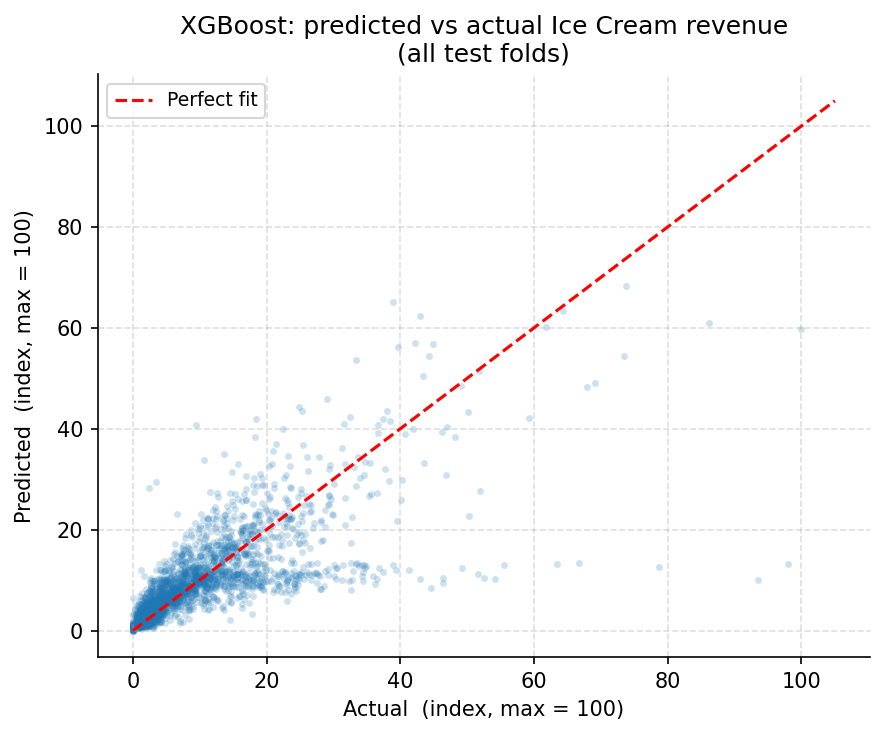 XGBoost: predicted vs actual Ice Cream revenue
(all test folds)
Perfect fit
Predicted  (index, max = 100)
100
80
60
40
20
0
0 20 40 60 80 100
Actual  (index, max = 100)